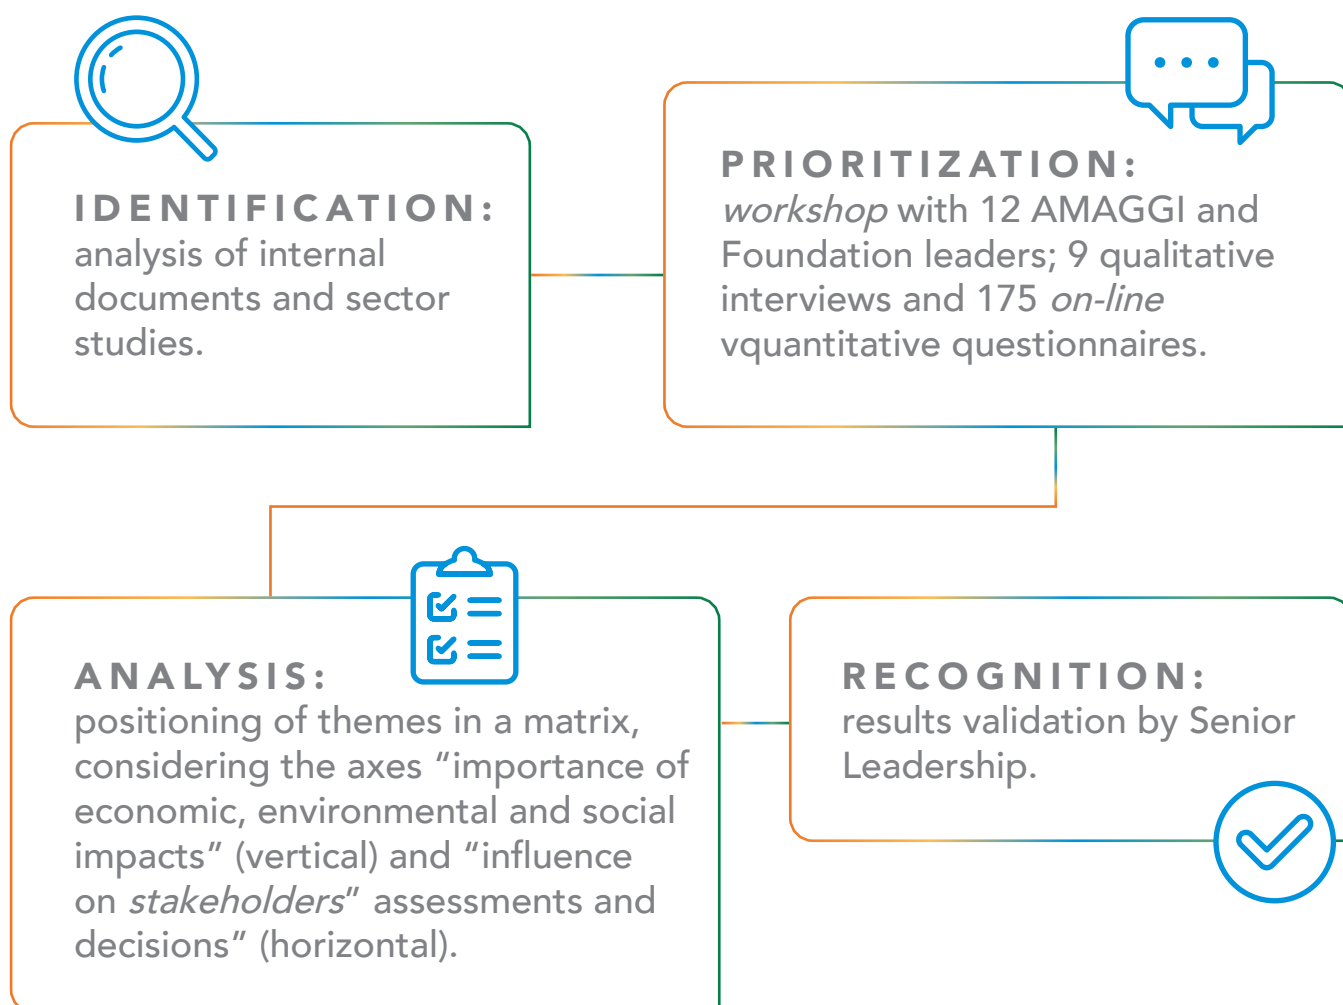 IDENTIFICATION:
analysis of internal
documents and sector
studies.
PRIORITIZATION:
workshop with 12 AMAGGI and
Foundation leaders; 9 qualitative
interviews and 175 on-line
vquantitative questionnaires.
ANALYSIS:
positioning of themes in a matrix,
considering the axes “importance of
economic, environmental and social
impacts” (vertical) and “influence
on stakeholders” assessments and
decisions” (horizontal).
RECOGNITION:
results validation by Senior
Leadership.